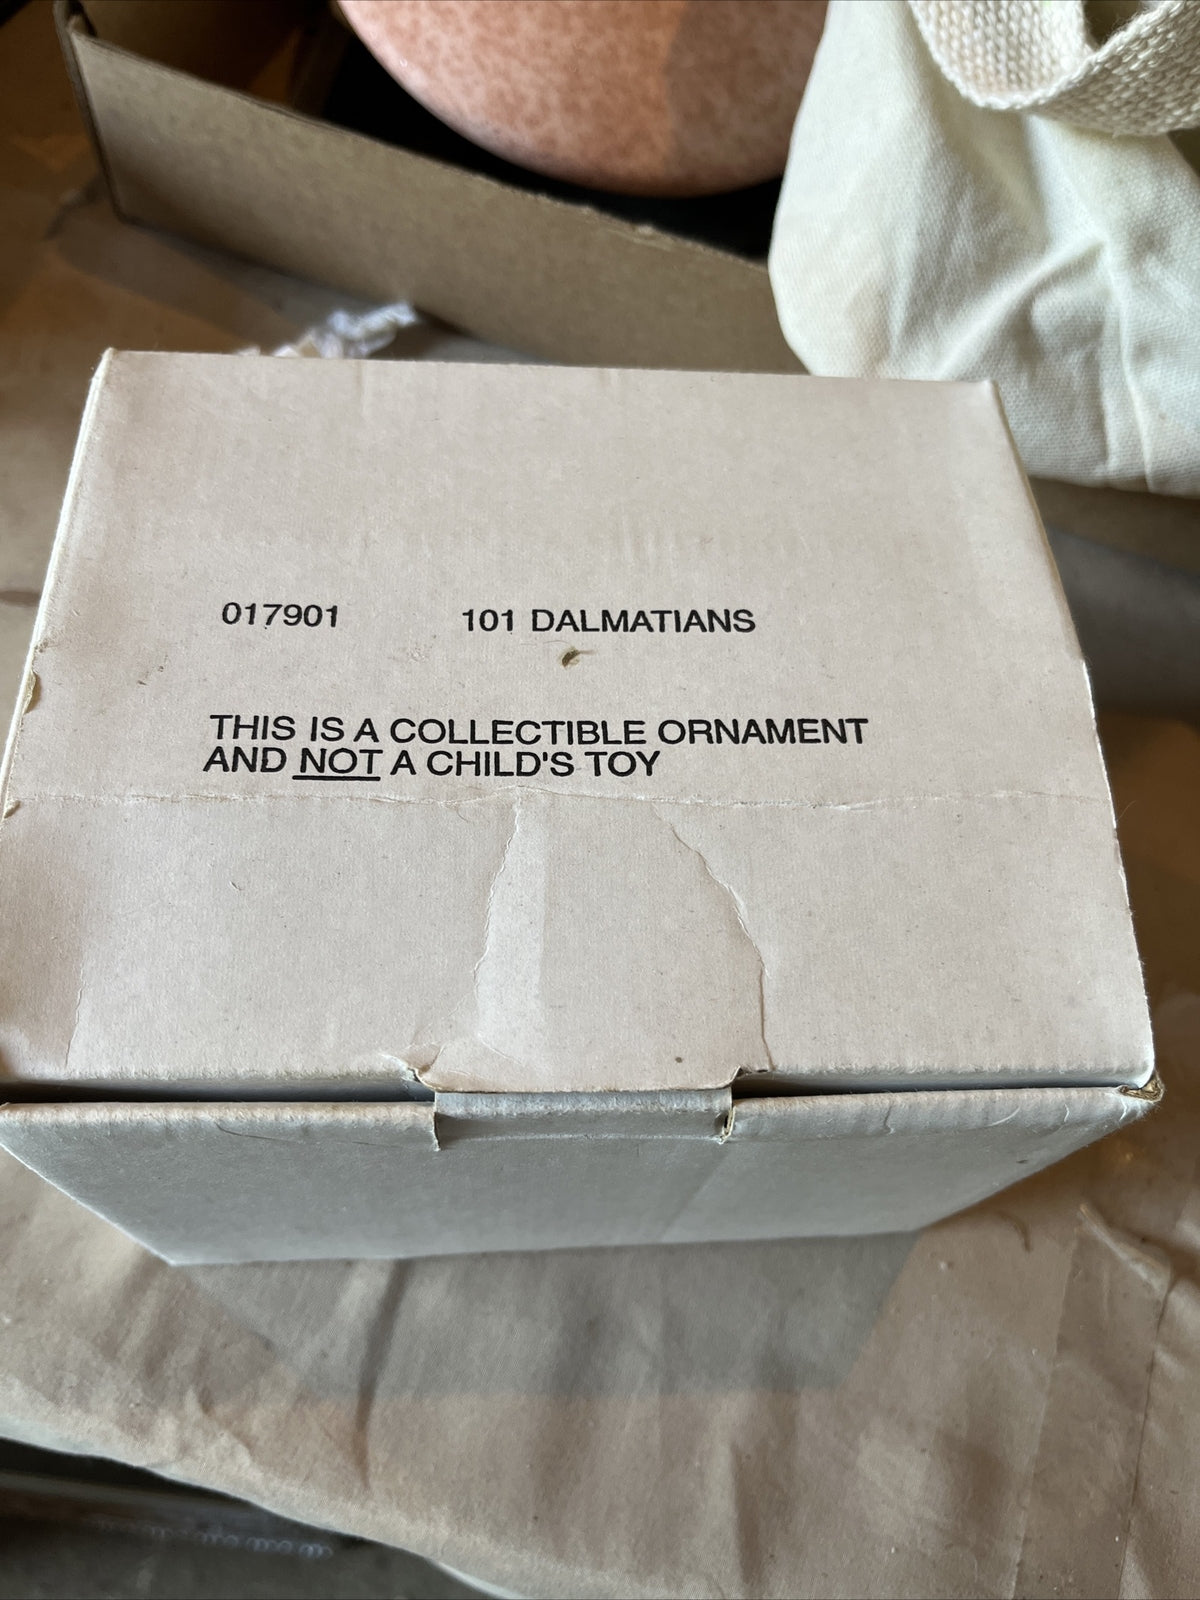 017901 101 DALMATIANS
THIS IS A COLLECTIBLE ORNAMENT
AND NOT A CHILD'S TOY